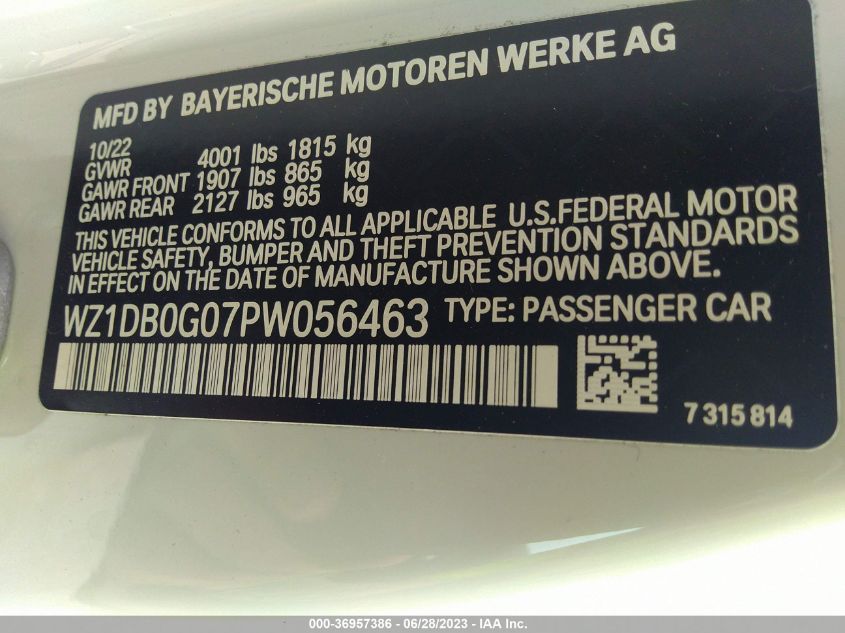 MFD BY BAYERISCHE MOTOREN WERKE AG
10/22
GVWR 4001 lbs 1815 kg
GAWR FRONT 1907 lbs 865 kg
GAWR REAR 2127 lbs 965 kg
THIS VEHICLE CONFORMS TO ALL APPLICABLE U.S.FEDERAL MOTOR
VEHICLE SAFETY, BUMPER AND THEFT PREVENTION STANDARDS
IN EFFECT ON THE DATE OF MANUFACTURE SHOWN ABOVE.
WZ1DB0G07PW056463 TYPE: PASSENGER CAR
7 315 814
000-36957386 - 06/28/2023 - IAA Inc.